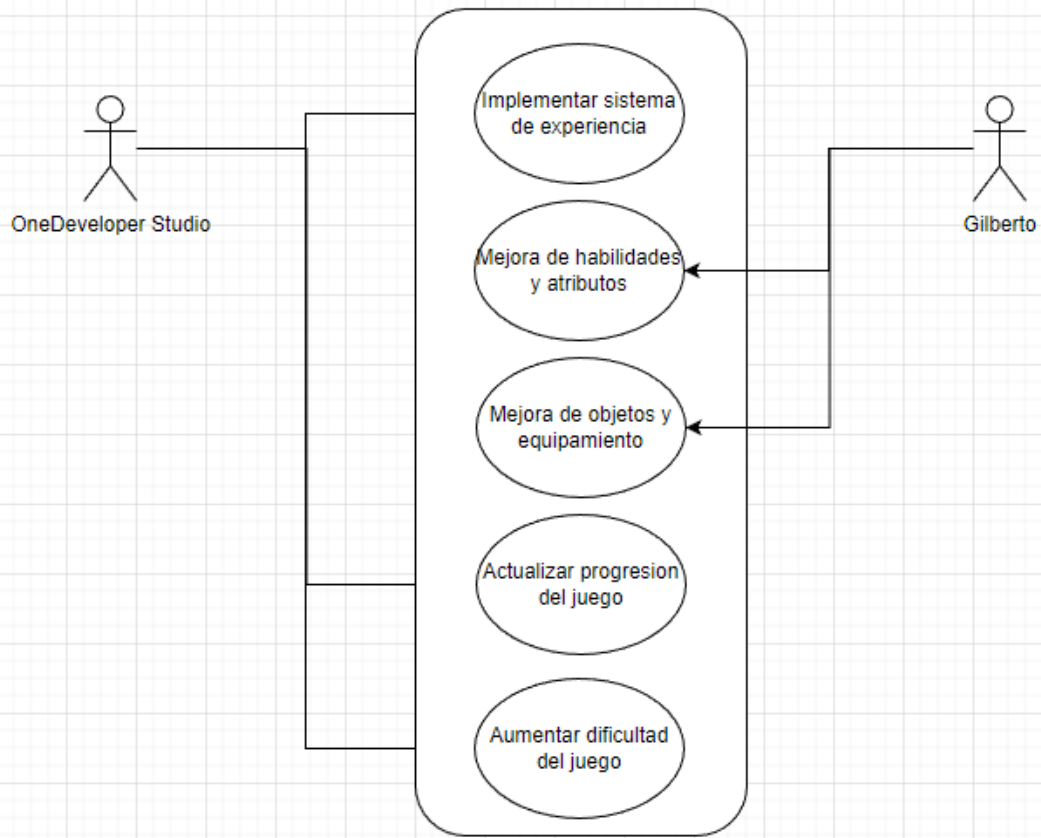 Implementar sistema
de experiencia
OneDeveloper Studio
Gilberto
Mejora de habilidades
y atributos
Mejora de objetos y
equipamiento
Actualizar progresion
del juego
Aumentar dificultad
del juego